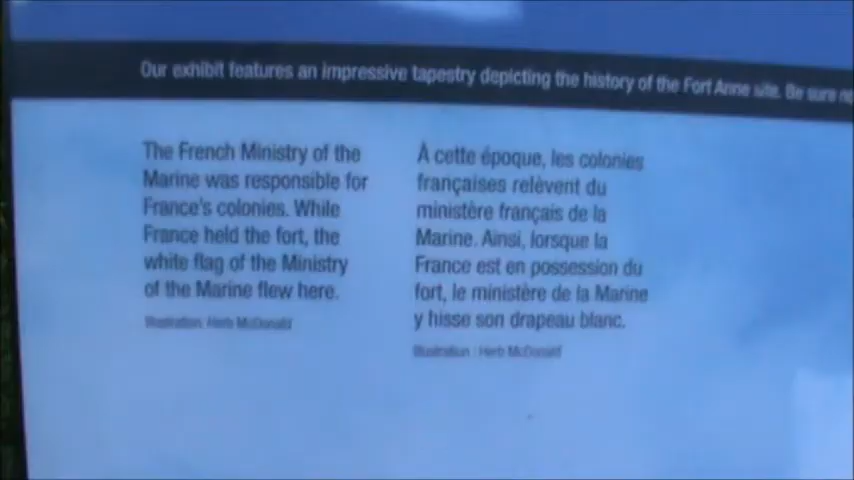 Our exhibit features an impressive tapestry depicting the history of the Fort Anne site. Be sure
The French Ministry of the
Marine was responsible for
France's colonies. While
France held the fort, the
white flag of the Ministry
of the Marine flew here.
Illustration: Herb McDonald
À cette époque, les colonies
françaises relèvent du
ministère français de la
Marine. Ainsi, lorsque la
France est en possession du
fort, le ministère de la Marine
y hisse son drapeau blanc.
Illustration : Herb McDonald